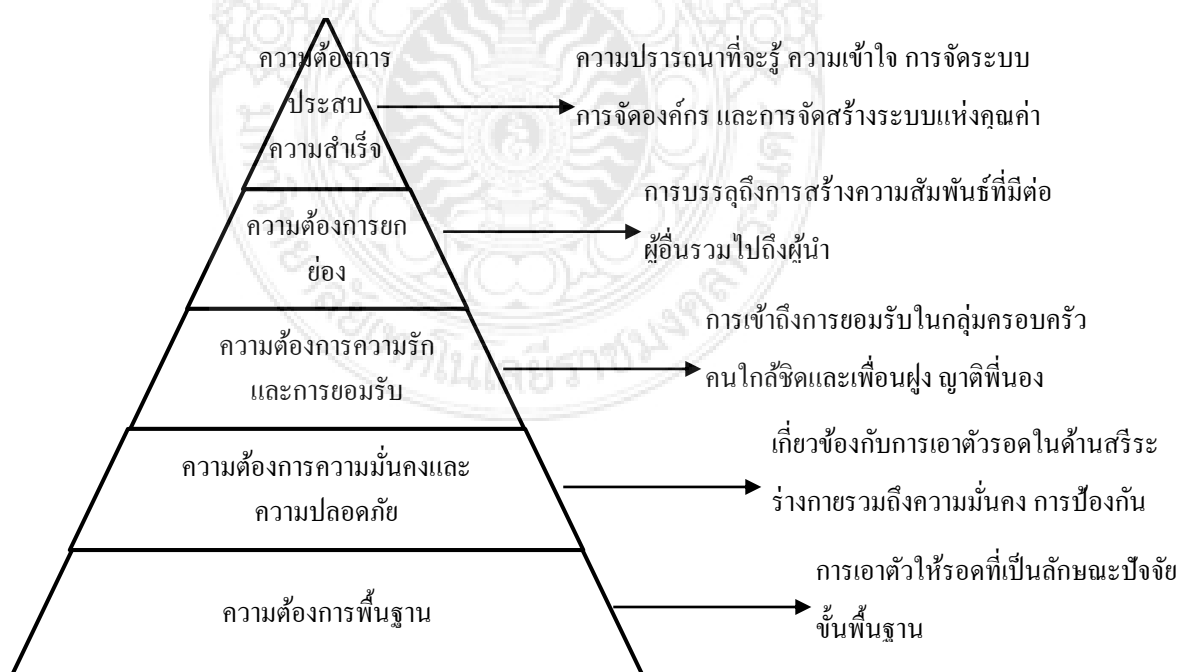 ความต้องการ
ประสบ
ความสำเร็จ
ความปรารถนาที่จะรู้ ความเข้าใจ การจัดระบบ
การจัดองค์กร และการจัดสร้างระบบแห่งคุณค่า
ความต้องการยก
ย่อง
การบรรลุถึงการสร้างความสัมพันธ์ที่มีต่อ
ผู้อื่นรวมไปถึงผู้นำ
ความต้องการความรัก
และการยอมรับ
การเข้าถึงการยอมรับในกลุ่มครอบครัว
คนใกล้ชิดและเพื่อนฝูง ญาติพี่นอง
ความต้องการความมั่นคงและ
ความปลอดภัย
เกี่ยวข้องกับการเอาตัวรอดในด้านสรีระ
ร่างกายรวมถึงความมั่นคง การป้องกัน
ความต้องการพื้นฐาน
การเอาตัวให้รอดที่เป็นลักษณะปัจจัย
ขั้นพื้นฐาน